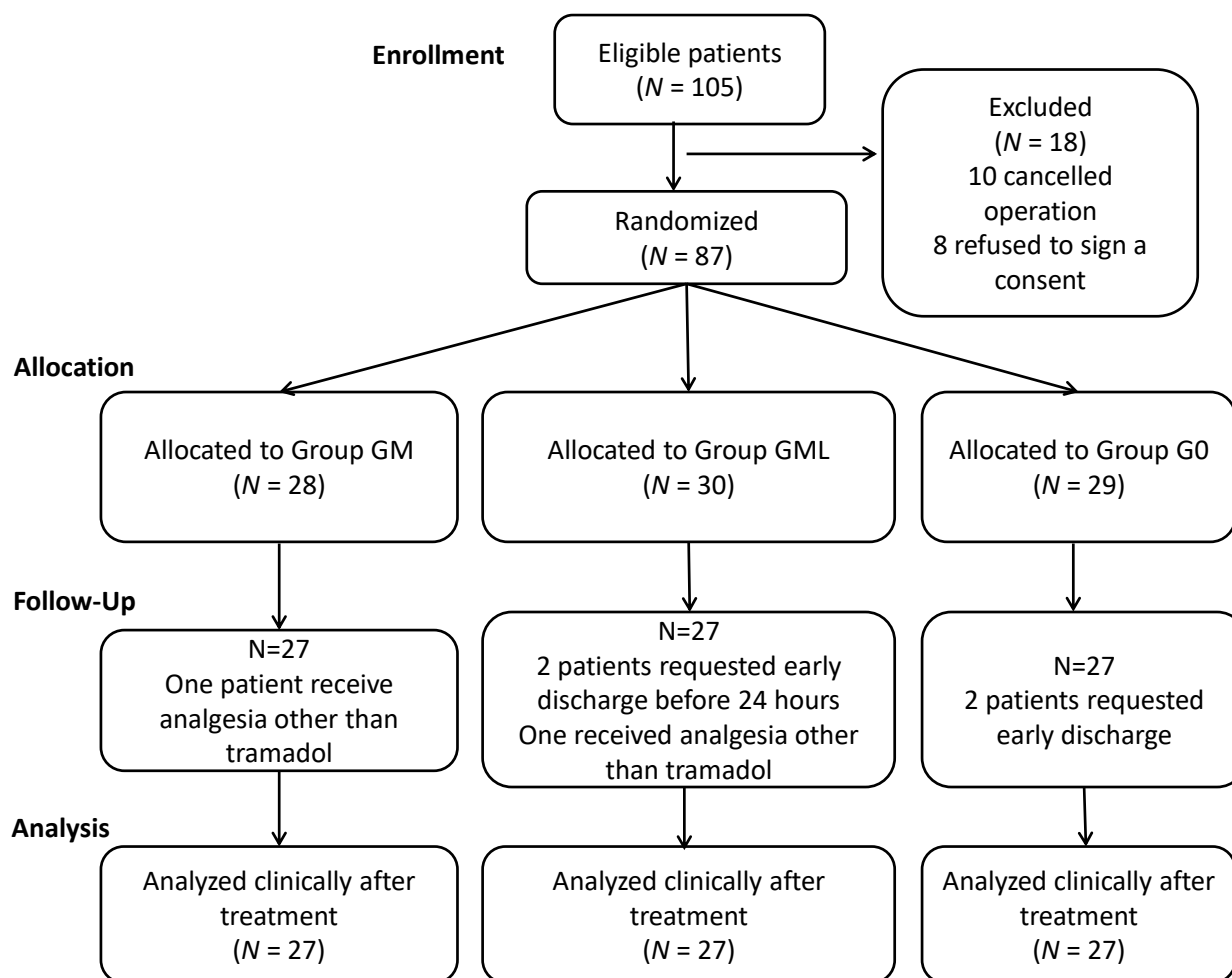 Enrollment
Eligible patients
(N = 105)
Excluded
(N = 18)
10 cancelled
operation
8 refused to sign a
consent
Randomized
(N = 87)
Allocation
Allocated to Group GM
(N = 28)
Allocated to Group GML
(N = 30)
Allocated to Group G0
(N = 29)
Follow-Up
N=27
One patient receive
analgesia other than
tramadol
N=27
2 patients requested early
discharge before 24 hours
One received analgesia other
than tramadol
N=27
2 patients requested
early discharge
Analysis
Analyzed clinically after
treatment
(N = 27)
Analyzed clinically after
treatment
(N = 27)
Analyzed clinically after
treatment
(N = 27)